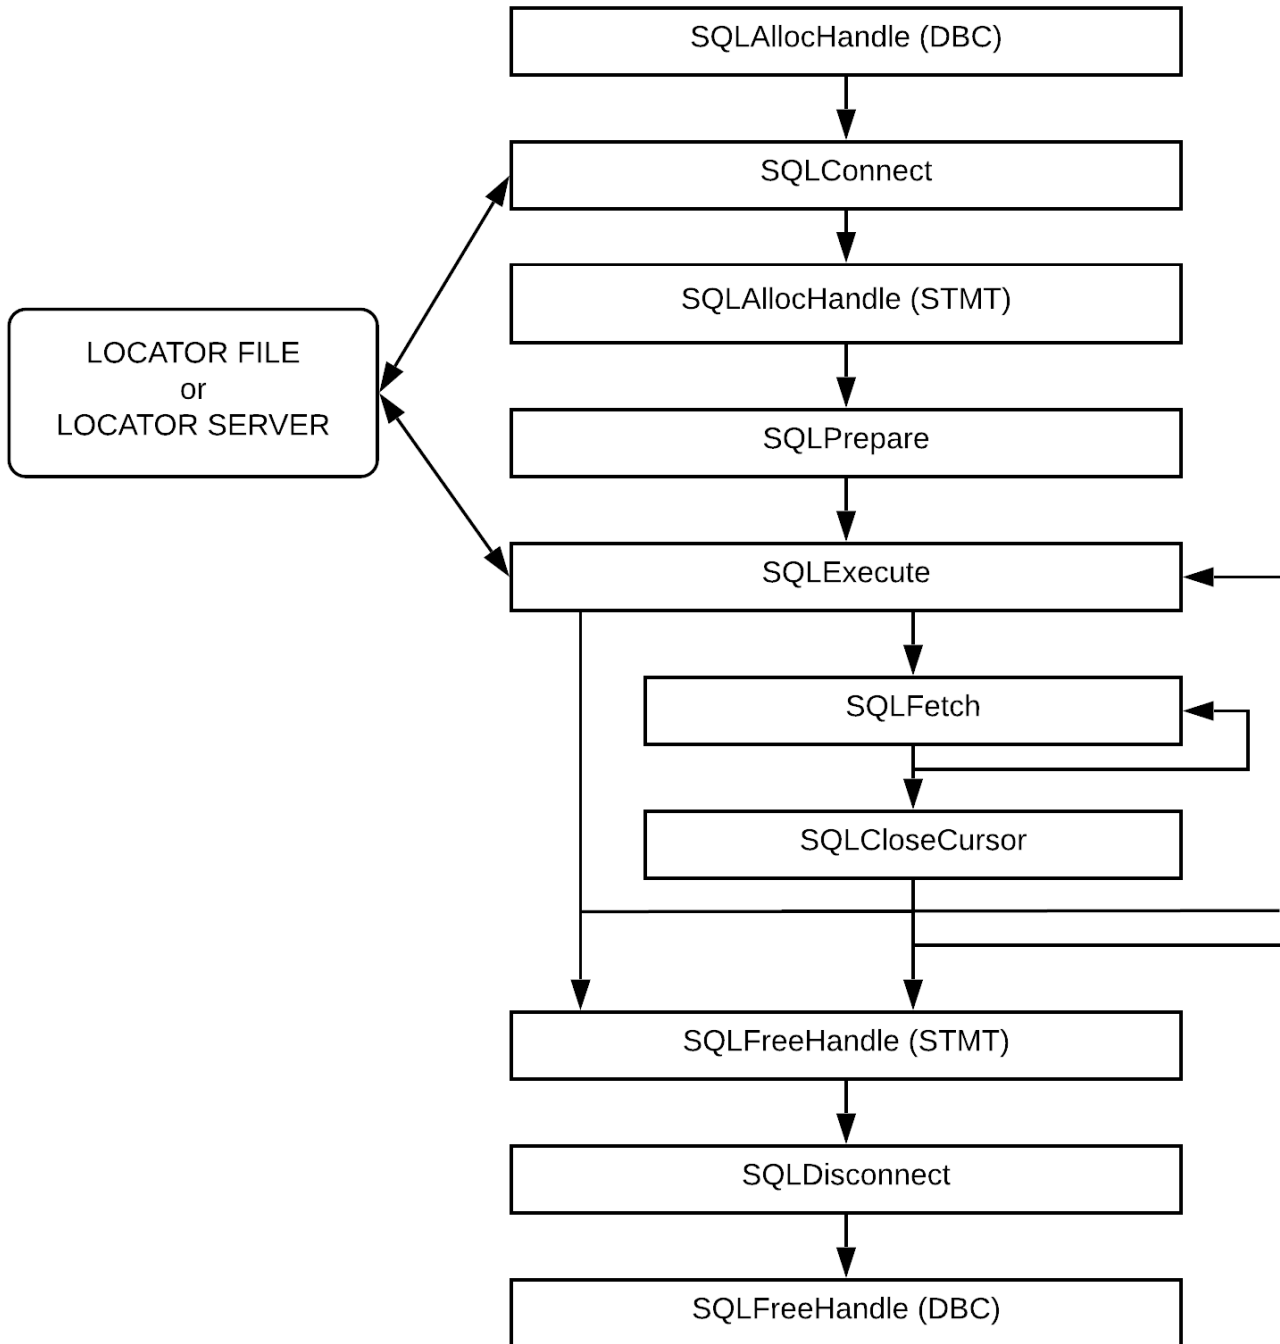 SQLAllocHandle (DBC)
SQLConnect
SQLAllocHandle (STMT)
LOCATOR FILE
or
LOCATOR SERVER
SQLPrepare
SQLExecute
SQLFetch
SQLCloseCursor
SQLFreeHandle (STMT)
SQLDisconnect
SQLFreeHandle (DBC)